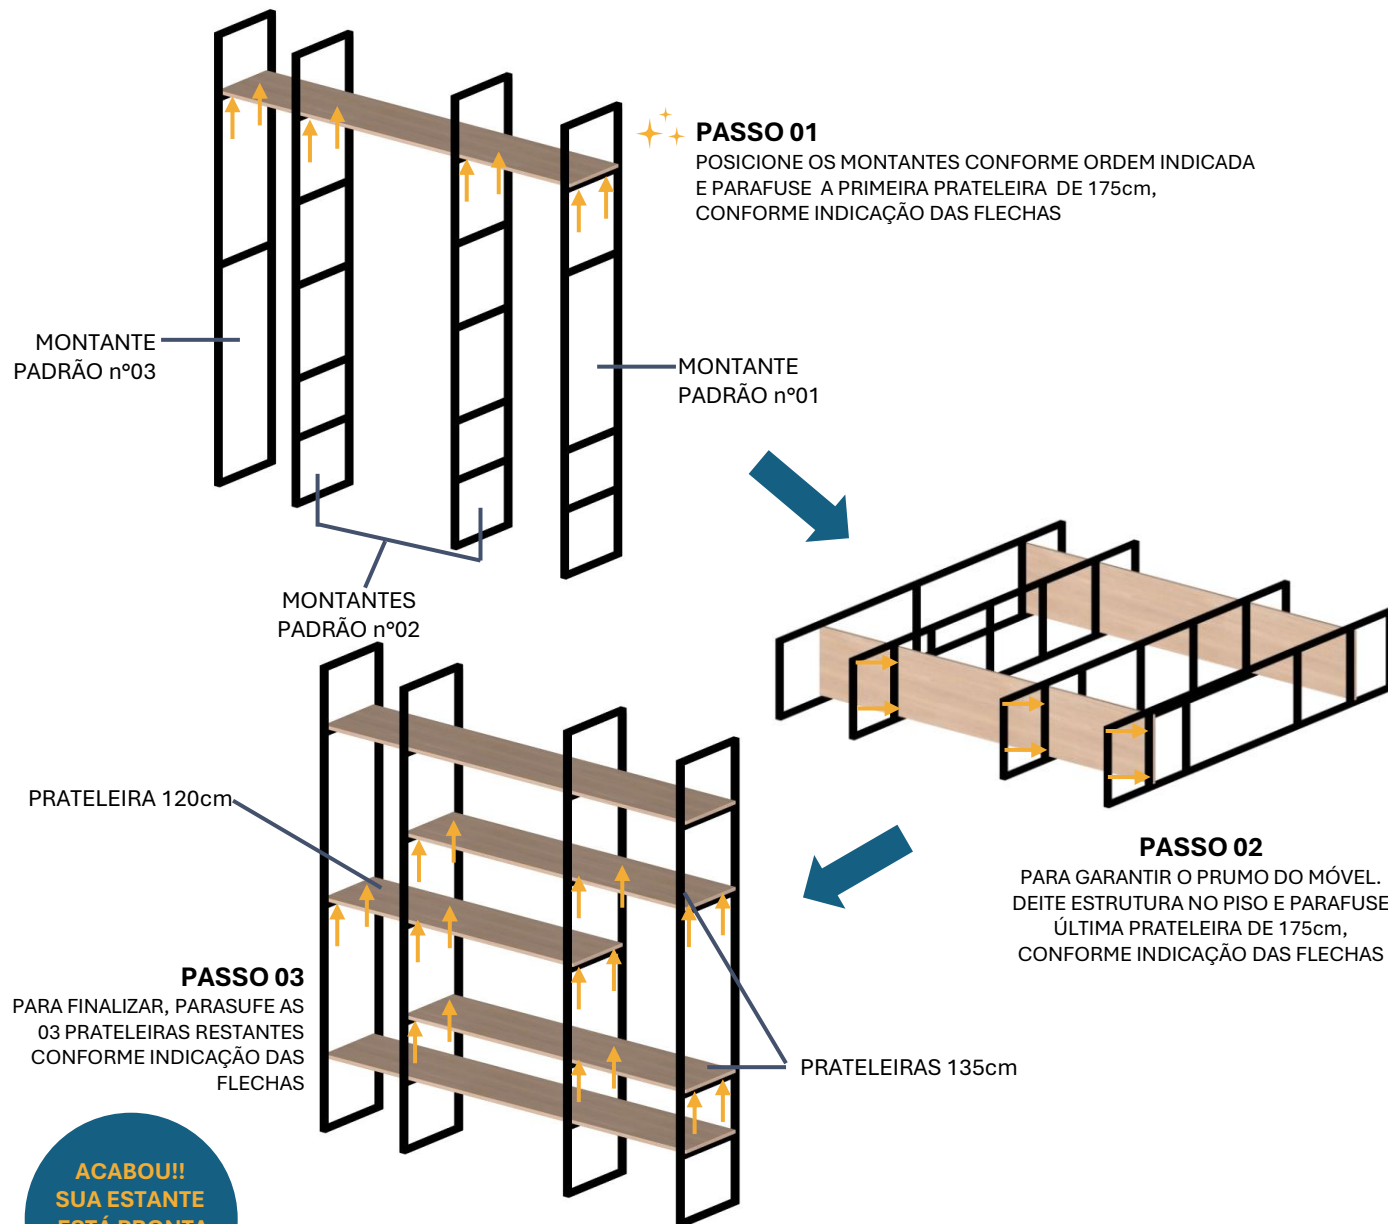 PASSO 01
POSICIONE OS MONTANTES CONFORME ORDEM INDICADA
E PARAFUSE A PRIMEIRA PRATELEIRA DE 175cm,
CONFORME INDICAÇÃO DAS FLECHAS
MONTANTE
PADRÃO nº03
MONTANTE
PADRÃO nº01
MONTANTES
PADRÃO nº02
PASSO 02
PARA GARANTIR O PRUMO DO MÓVEL.
DEITE ESTRUTURA NO PISO E PARAFUSE
ÚLTIMA PRATELEIRA DE 175cm,
CONFORME INDICAÇÃO DAS FLECHAS
PRATELEIRA 120cm
PASSO 03
PARA FINALIZAR, PARASUFE AS
03 PRATELEIRAS RESTANTES
CONFORME INDICAÇÃO DAS
FLECHAS
PRATELEIRAS 135cm
ACABOU!!
SUA ESTANTE
ESTÁ PRONTA